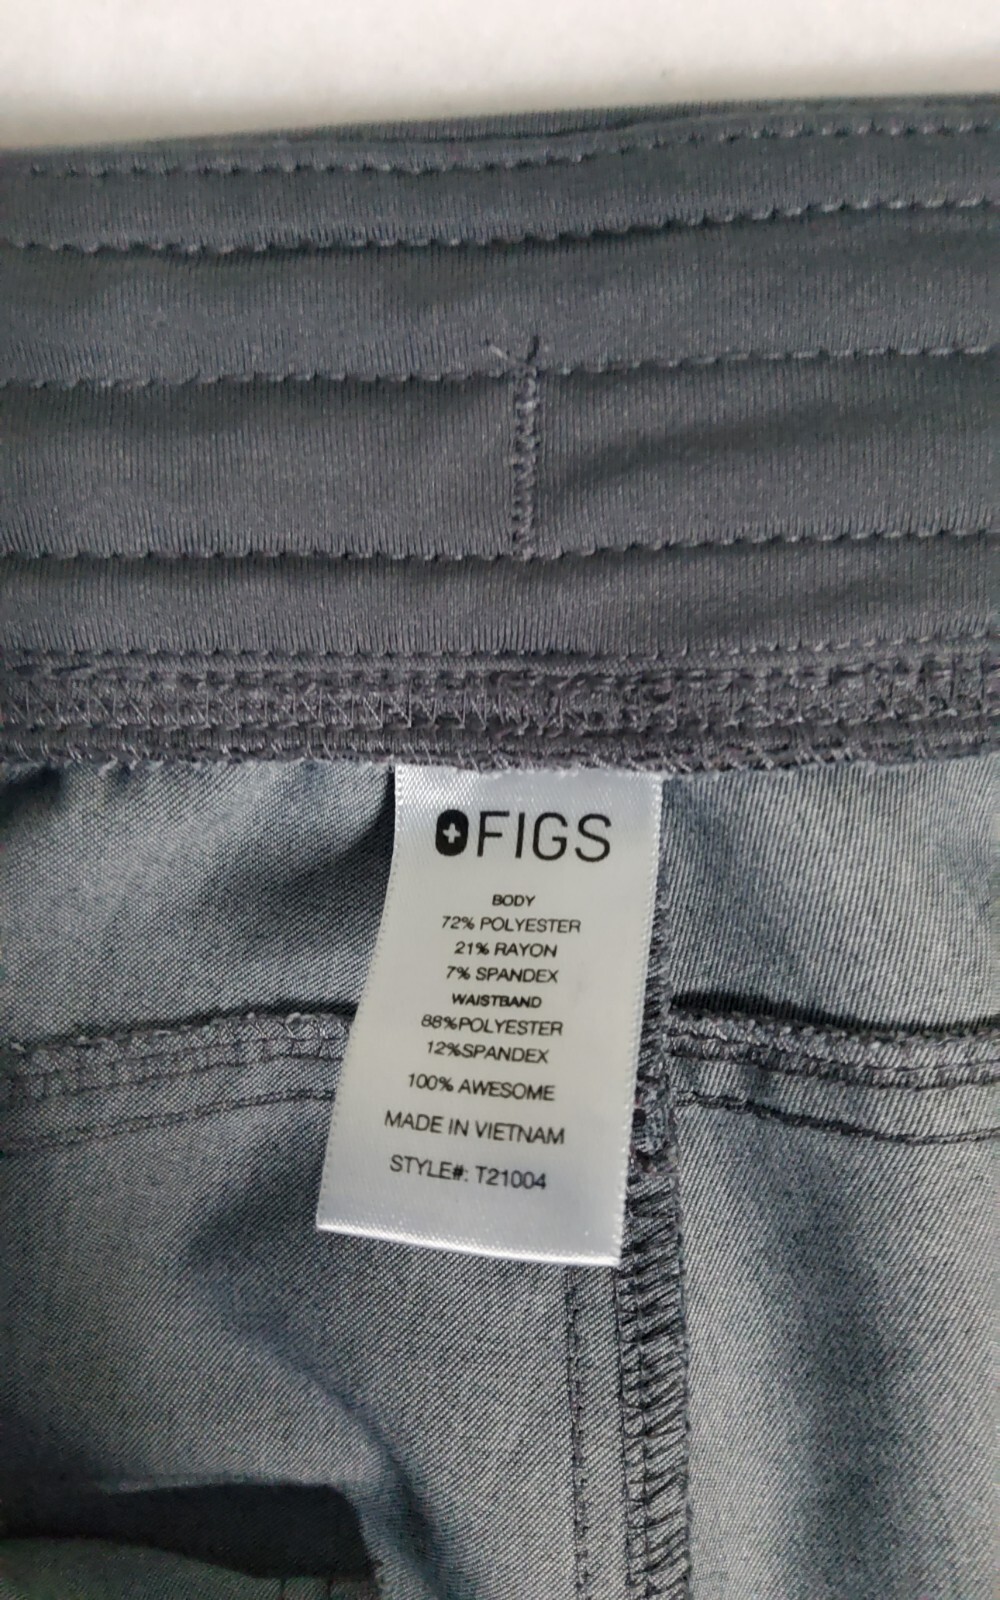 FIGS
BODY
72% POLYESTER
21% RAYON
7% SPANDEX
WAISTBAND
88%POLYESTER
12%SPANDEX
100% AWESOME
MADE IN VIETNAM
STYLE#: T21004